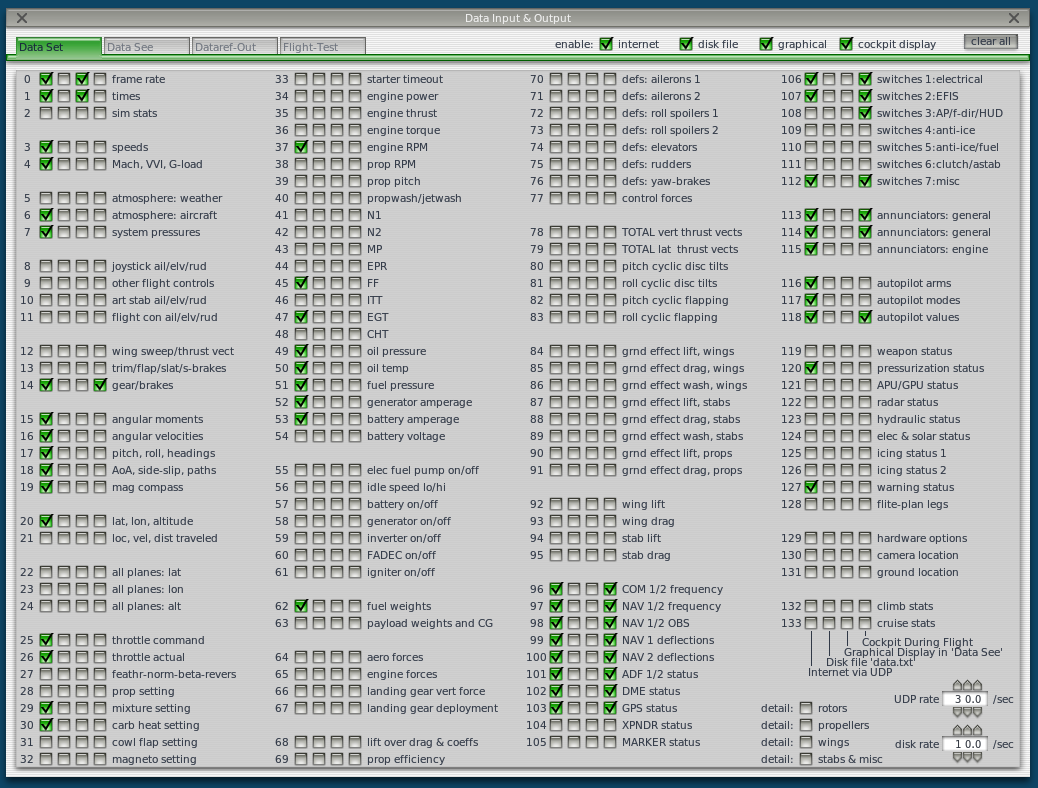 Data Input & Output
Data Set
Data See
Dataref-Out
Flight-Test
enable: internet disk file graphical cockpit display
clear all
0 frame rate
1 times
2 sim stats
3 speeds
4 Mach, VVI, G-load
5 atmosphere: weather
6 atmosphere: aircraft
7 system pressures
8 joystick ail/elv/rud
9 other flight controls
10 art stab ail/elv/rud
11 flight con ail/elv/rud
12 wing sweep/thrust vect
13 trim/flap/slat/s-brakes
14 gear/brakes
15 angular moments
16 angular velocities
17 pitch, roll, headings
18 AoA, side-slip, paths
19 mag compass
20 lat, lon, altitude
21 loc, vel, dist traveled
22 all planes: lat
23 all planes: lon
24 all planes: alt
25 throttle command
26 throttle actual
27 feathr-norm-beta-revers
28 prop setting
29 mixture setting
30 carb heat setting
31 cowl flap setting
32 magneto setting
33 starter timeout
34 engine power
35 engine thrust
36 engine torque
37 engine RPM
38 prop RPM
39 prop pitch
40 propwash/jetwash
41 N1
42 N2
43 MP
44 EPR
45 FF
46 ITT
47 EGT
48 CHT
49 oil pressure
50 oil temp
51 fuel pressure
52 generator amperage
53 battery amperage
54 battery voltage
55 elec fuel pump on/off
56 idle speed lo/hi
57 battery on/off
58 generator on/off
59 inverter on/off
60 FADEC on/off
61 igniter on/off
62 fuel weights
63 payload weights and CG
64 aero forces
65 engine forces
66 landing gear vert force
67 landing gear deployment
68 lift over drag & coeffs
69 prop efficiency
70 defs: ailerons 1
71 defs: ailerons 2
72 defs: roll spoilers 1
73 defs: roll spoilers 2
74 defs: elevators
75 defs: rudders
76 defs: yaw-brakes
77 control forces
78 TOTAL vert thrust vects
79 TOTAL lat thrust vects
80 pitch cyclic disc tilts
81 roll cyclic disc tilts
82 pitch cyclic flapping
83 roll cyclic flapping
84 grnd effect lift, wings
85 grnd effect drag, wings
86 grnd effect wash, wings
87 grnd effect lift, stabs
88 grnd effect drag, stabs
89 grnd effect wash, stabs
90 grnd effect lift, props
91 grnd effect drag, props
92 wing lift
93 wing drag
94 stab lift
95 stab drag
96 COM 1/2 frequency
97 NAV 1/2 frequency
98 NAV 1/2 OBS
99 NAV 1 deflections
100 NAV 2 deflections
101 ADF 1/2 status
102 DME status
103 GPS status
104 XPNDR status
105 MARKER status
106 switches 1:electrical
107 switches 2:EFIS
108 switches 3:AP/f-dir/HUD
109 switches 4:anti-ice
110 switches 5:anti-ice/fuel
111 switches 6:clutch/astab
112 switches 7:misc
113 annunciators: general
114 annunciators: general
115 annunciators: engine
116 autopilot arms
117 autopilot modes
118 autopilot values
119 weapon status
120 pressurization status
121 APU/GPU status
122 radar status
123 hydraulic status
124 elec & solar status
125 icing status 1
126 icing status 2
127 warning status
128 flite-plan legs
129 hardware options
130 camera location
131 ground location
132 climb stats
133 cruise stats
Cockpit During Flight
Graphical Display in 'Data See'
Disk file 'data.txt'
Internet via UDP
UDP rate 3 0.0 /sec
detail: rotors
detail: propellers
disk rate 1 0.0 /sec
detail: wings
detail: stabs & misc